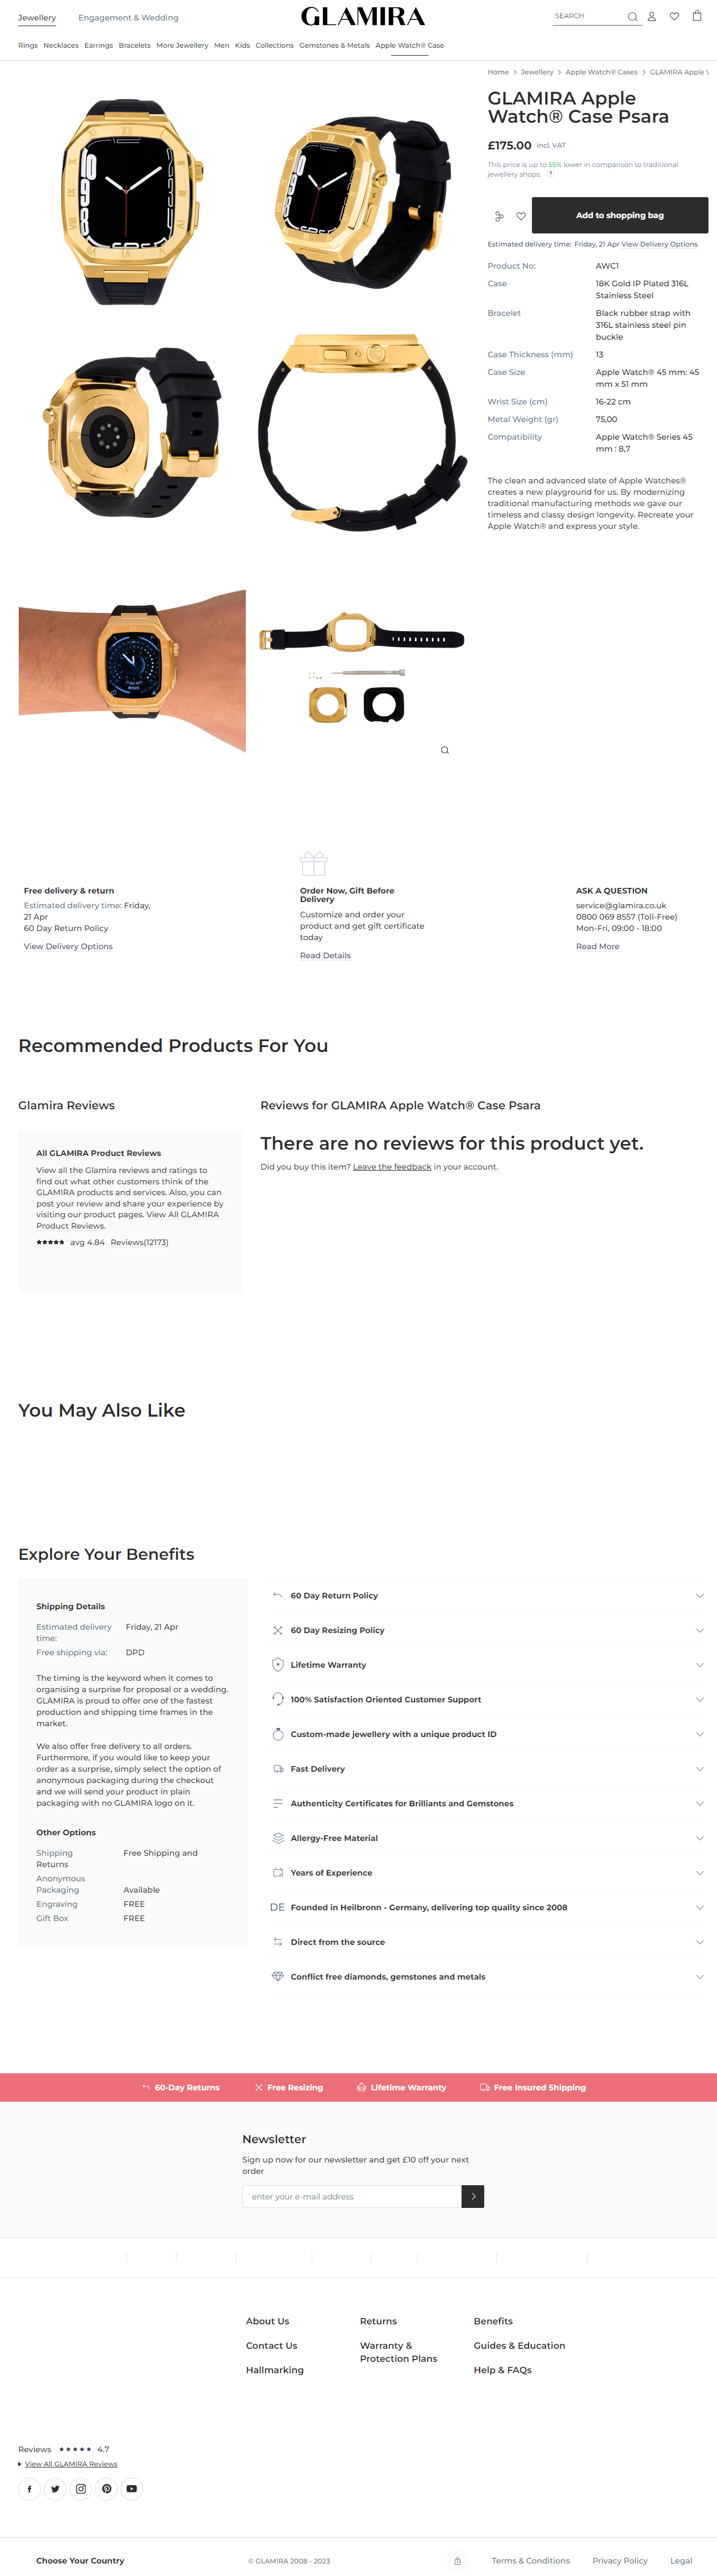 Jewellery Engagement & Wedding
GLAMIRA
SEARCH
Rings Necklaces Earrings Bracelets More Jewellery Men Kids Collections Gemstones & Metals Apple Watch® Case
Home > Jewellery > Apple Watch® Cases > GLAMIRA Apple
GLAMIRA Apple
Watch® Case Psara
£175.00 incl. VAT
This price is up to 55% lower in comparison to traditional
jewellery shops. ?
Add to shopping bag
Estimated delivery time: Friday, 21 Apr View Delivery Options
Product No: AWC1
Case 18K Gold IP Plated 316L
Stainless Steel
Bracelet Black rubber strap with
316L stainless steel pin
buckle
Case Thickness (mm) 13
Case Size Apple Watch® 45 mm: 45
mm x 51 mm
Wrist Size (cm) 16-22 cm
Metal Weight (gr) 75,00
Compatibility Apple Watch® Series 45
mm : 8,7
The clean and advanced slate of Apple Watches®
creates a new playground for us. By modernizing
traditional manufacturing methods we gave our
timeless and classy design longevity. Recreate your
Apple Watch® and express your style.
Free delivery & return
Estimated delivery time: Friday,
21 Apr
60 Day Return Policy
View Delivery Options
Order Now, Gift Before
Delivery
Customize and order your
product and get gift certificate
today
Read Details
ASK A QUESTION
service@glamira.co.uk
0800 069 8557 (Toll-Free)
Mon-Fri, 09:00 - 18:00
Read More
Recommended Products For You
Glamira Reviews
All GLAMIRA Product Reviews
View all the Glamira reviews and ratings to
find out what other customers think of the
GLAMIRA products and services. Also, you can
post your review and share your experience by
visiting our product pages. View All GLAMIRA
Product Reviews.
avg 4.84 Reviews(12173)
Reviews for GLAMIRA Apple Watch® Case Psara
There are no reviews for this product yet.
Did you buy this item? Leave the feedback in your account.
You May Also Like
Explore Your Benefits
Shipping Details
Estimated delivery Friday, 21 Apr
time:
Free shipping via: DPD
The timing is the keyword when it comes to
organising a surprise for proposal or a wedding.
GLAMIRA is proud to offer one of the fastest
production and shipping time frames in the
market.
We also offer free delivery to all orders.
Furthermore, if you would like to keep your
order as a surprise, simply select the option of
anonymous packaging during the checkout
and we will send your product in plain
packaging with no GLAMIRA logo on it.
Other Options
Shipping Free Shipping and
Returns
Anonymous
Packaging Available
Engraving FREE
Gift Box FREE
60 Day Return Policy
60 Day Resizing Policy
Lifetime Warranty
100% Satisfaction Oriented Customer Support
Custom-made jewellery with a unique product ID
Fast Delivery
Authenticity Certificates for Brilliants and Gemstones
Allergy-Free Material
Years of Experience
DE Founded in Heilbronn - Germany, delivering top quality since 2008
Direct from the source
Conflict free diamonds, gemstones and metals
60-Day Returns Free Resizing Lifetime Warranty Free Insured Shipping
Newsletter
Sign up now for our newsletter and get £10 off your next
order
enter your e-mail address
About Us Returns Benefits
Contact Us Warranty & Guides & Education
Protection Plans
Hallmarking Help & FAQs
Reviews 4.7
View All GLAMIRA Reviews
Choose Your Country © GLAMIRA 2008 - 2023 Terms & Conditions Privacy Policy Legal